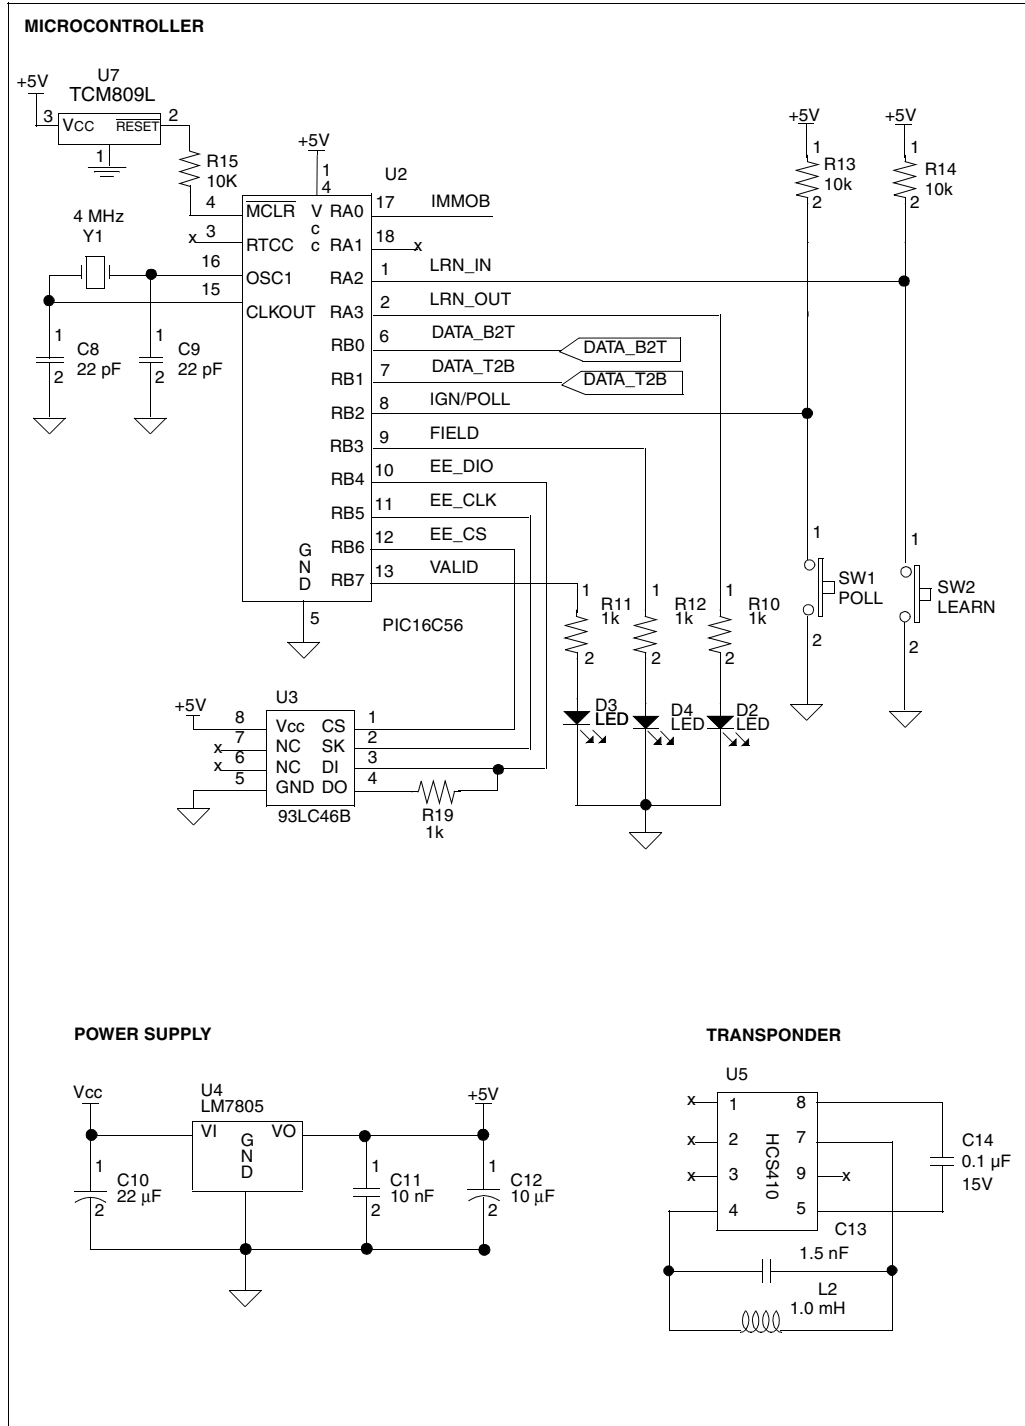 MICROCONTROLLER
U7
TCM809L
+5V
3
VCC
RESET
2
1
R15
10K
+5V
1
4
U2
4
MCLR
V
c
c
RA0
17
IMMOB
x
3
RTCC
RA1
18
x
4 MHz
Y1
16
OSC1
RA2
1
LRN_IN
15
CLKOUT
RA3
2
LRN_OUT
RB0
6
DATA_B2T
DATA_B2T
RB1
7
DATA_T2B
DATA_T2B
RB2
8
IGN/POLL
RB3
9
FIELD
RB4
10
EE_DIO
RB5
11
EE_CLK
RB6
12
EE_CS
RB7
13
VALID
G
N
D
5
PIC16C56
1
C8
22 pF
2
1
C9
22 pF
2
+5V
1
R13
10k
2
+5V
1
R14
10k
2
1
SW1
POLL
2
1
SW2
LEARN
2
1
R11
1k
2
1
R12
1k
2
1
R10
1k
2
D3
LED
D4
LED
D2
LED
U3
+5V
8
Vcc
CS
1
x
7
NC
SK
2
x
6
NC
DI
3
5
GND
DO
4
93LC46B
R19
1k
POWER SUPPLY
Vcc
U4
LM7805
VI
G
N
D
VO
+5V
1
C10
22 µF
2
1
C11
10 nF
2
1
C12
10 µF
2
TRANSPONDER
U5
x
1
8
x
2
7
x
3
9
x
4
5
HCS410
C14
0.1 µF
15V
C13
1.5 nF
L2
1.0 mH